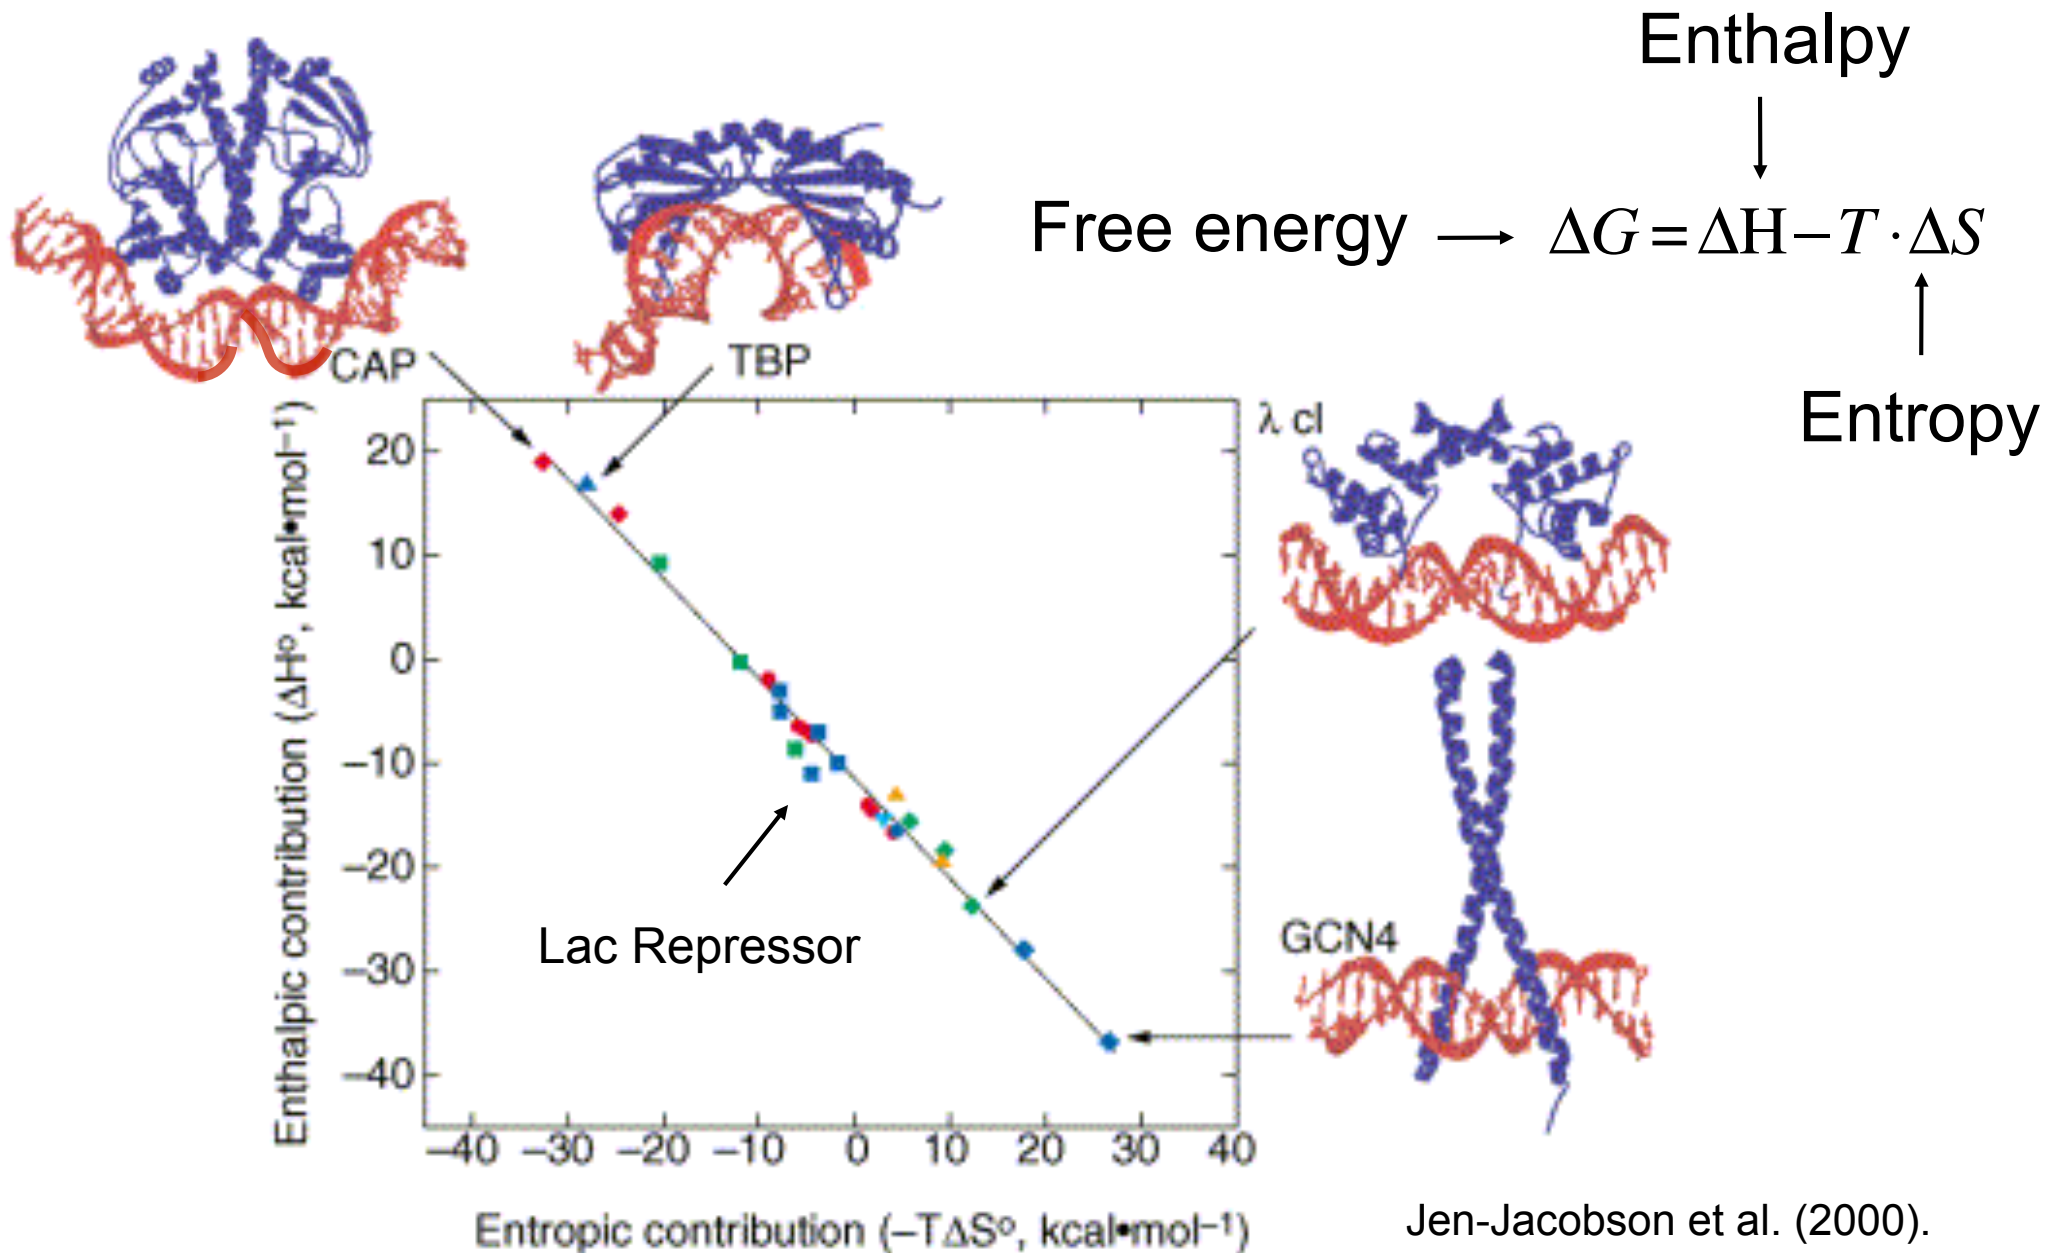 Enthalpy
Free energy
ΔG = ΔH − T · ΔS
Entropy
CAP
TBP
λ cI
GCN4
Lac Repressor
Enthalpic contribution (ΔHº, kcal•mol⁻¹)
20
10
0
−10
−20
−30
−40
−40 −30 −20 −10 0 10 20 30 40
Entropic contribution (−TΔSº, kcal•mol⁻¹)
Jen-Jacobson et al. (2000).